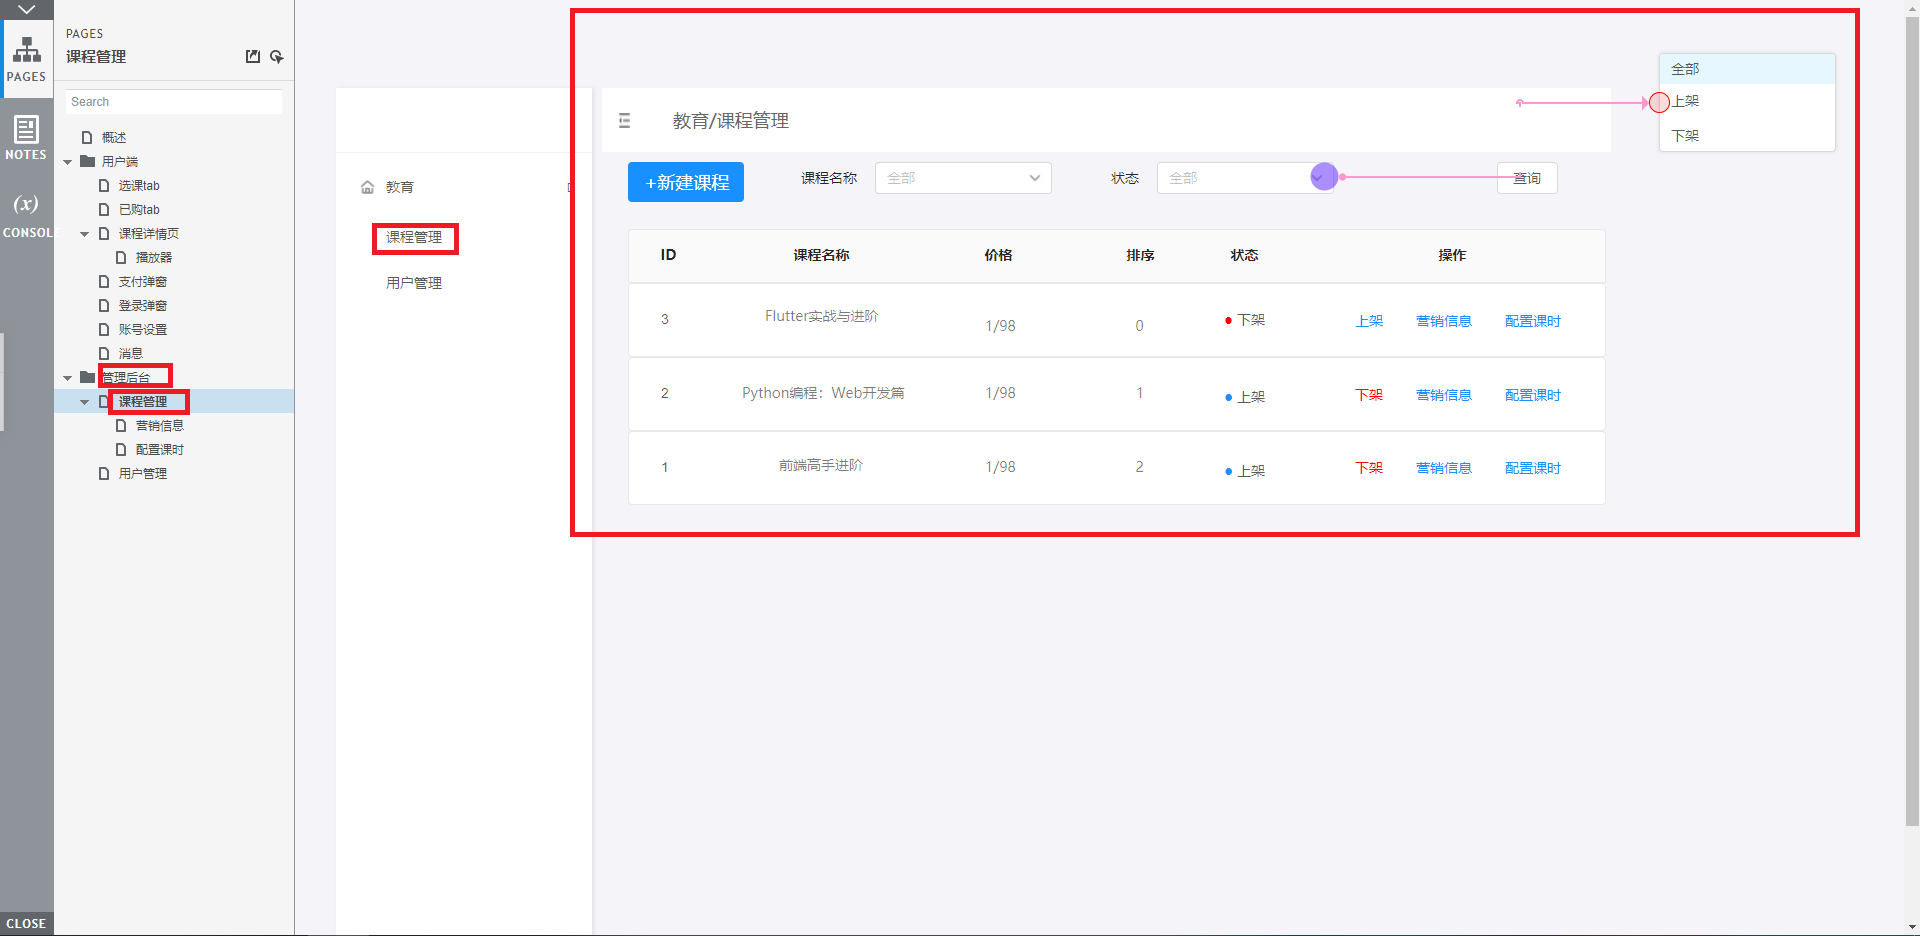 PAGES
NOTES
(x)
CONSOLE
CLOSE
PAGES
课程管理
Search
概述
用户端
选课tab
已购tab
课程详情页
播放器
支付弹窗
登录弹窗
账号设置
消息
管理后台
课程管理
营销信息
配置课时
用户管理
教育
课程管理
用户管理
教育/课程管理
+新建课程
课程名称
全部
状态
全部
查询
全部
上架
下架
ID 课程名称 价格 排序 状态 操作
3 Flutter实战与进阶 1/98 0 下架 上架 营销信息 配置课时
2 Python编程：Web开发篇 1/98 1 上架 下架 营销信息 配置课时
1 前端高手进阶 1/98 2 上架 下架 营销信息 配置课时